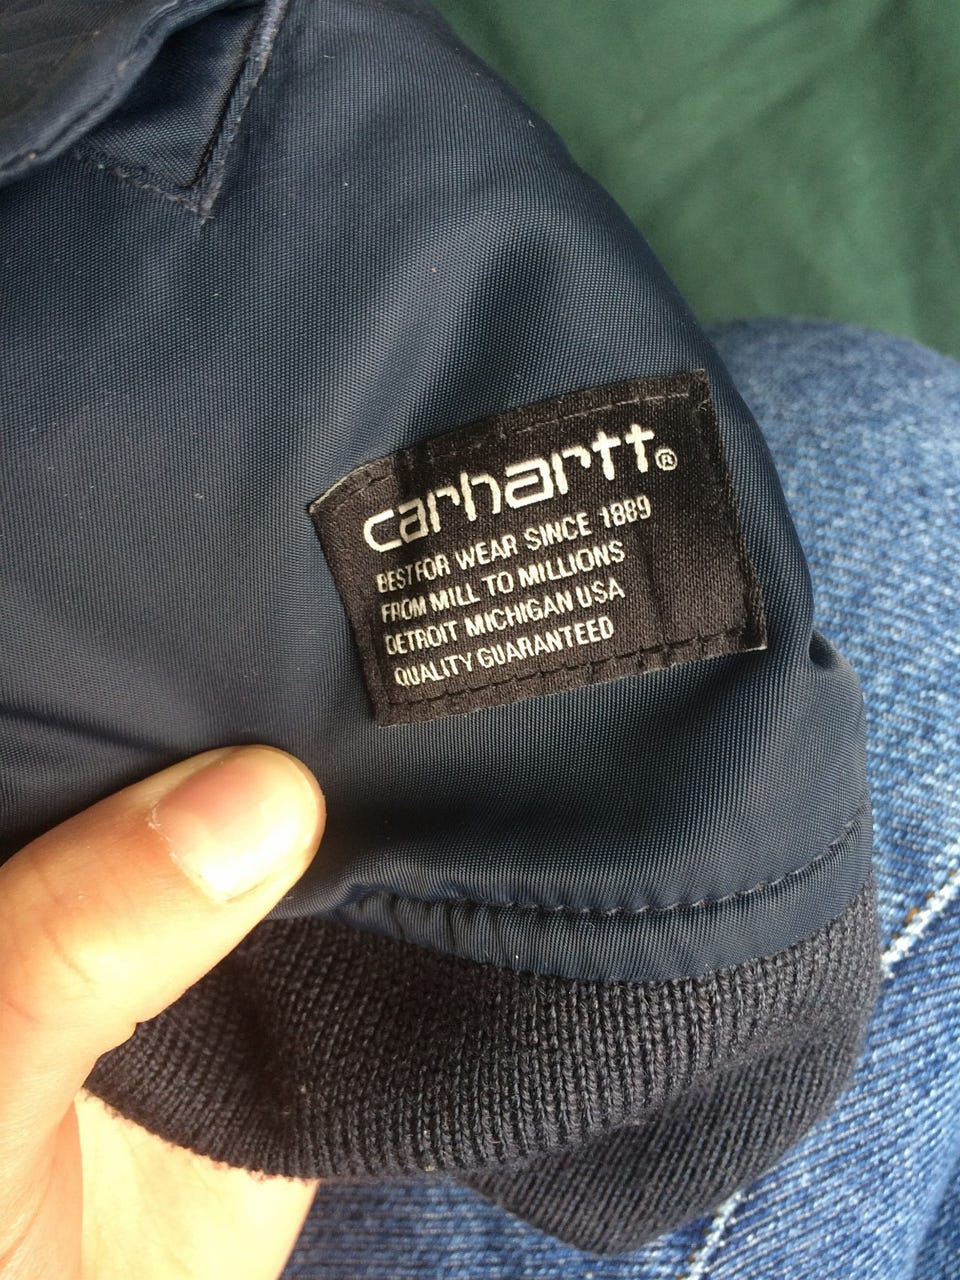 carhartt®
BEST FOR WEAR SINCE 1889
FROM MILL TO MILLIONS
DETROIT MICHIGAN USA
QUALITY GUARANTEED